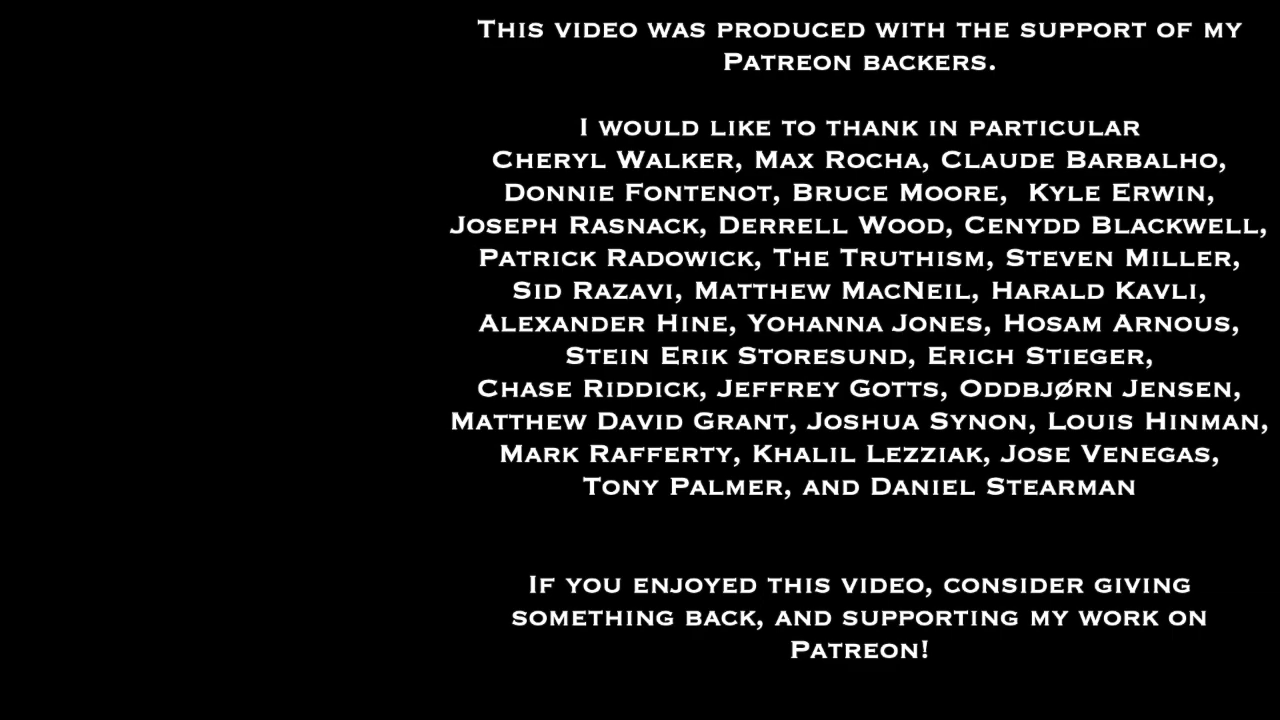 This video was produced with the support of my
Patreon backers.
I would like to thank in particular
Cheryl Walker, Max Rocha, Claude Barbalho,
Donnie Fontenot, Bruce Moore,  Kyle Erwin,
Joseph Rasnack, Derrell Wood, Cenydd Blackwell,
Patrick Radowick, The Truthism, Steven Miller,
Sid Razavi, Matthew MacNeil, Harald Kavli,
Alexander Hine, Yohanna Jones, Hosam Arnous,
Stein Erik Storesund, Erich Stieger,
Chase Riddick, Jeffrey Gotts, Oddbjørn Jensen,
Matthew David Grant, Joshua Synon, Louis Hinman,
Mark Rafferty, Khalil Lezziak, Jose Venegas,
Tony Palmer, and Daniel Stearman
If you enjoyed this video, consider giving
something back, and supporting my work on
Patreon!